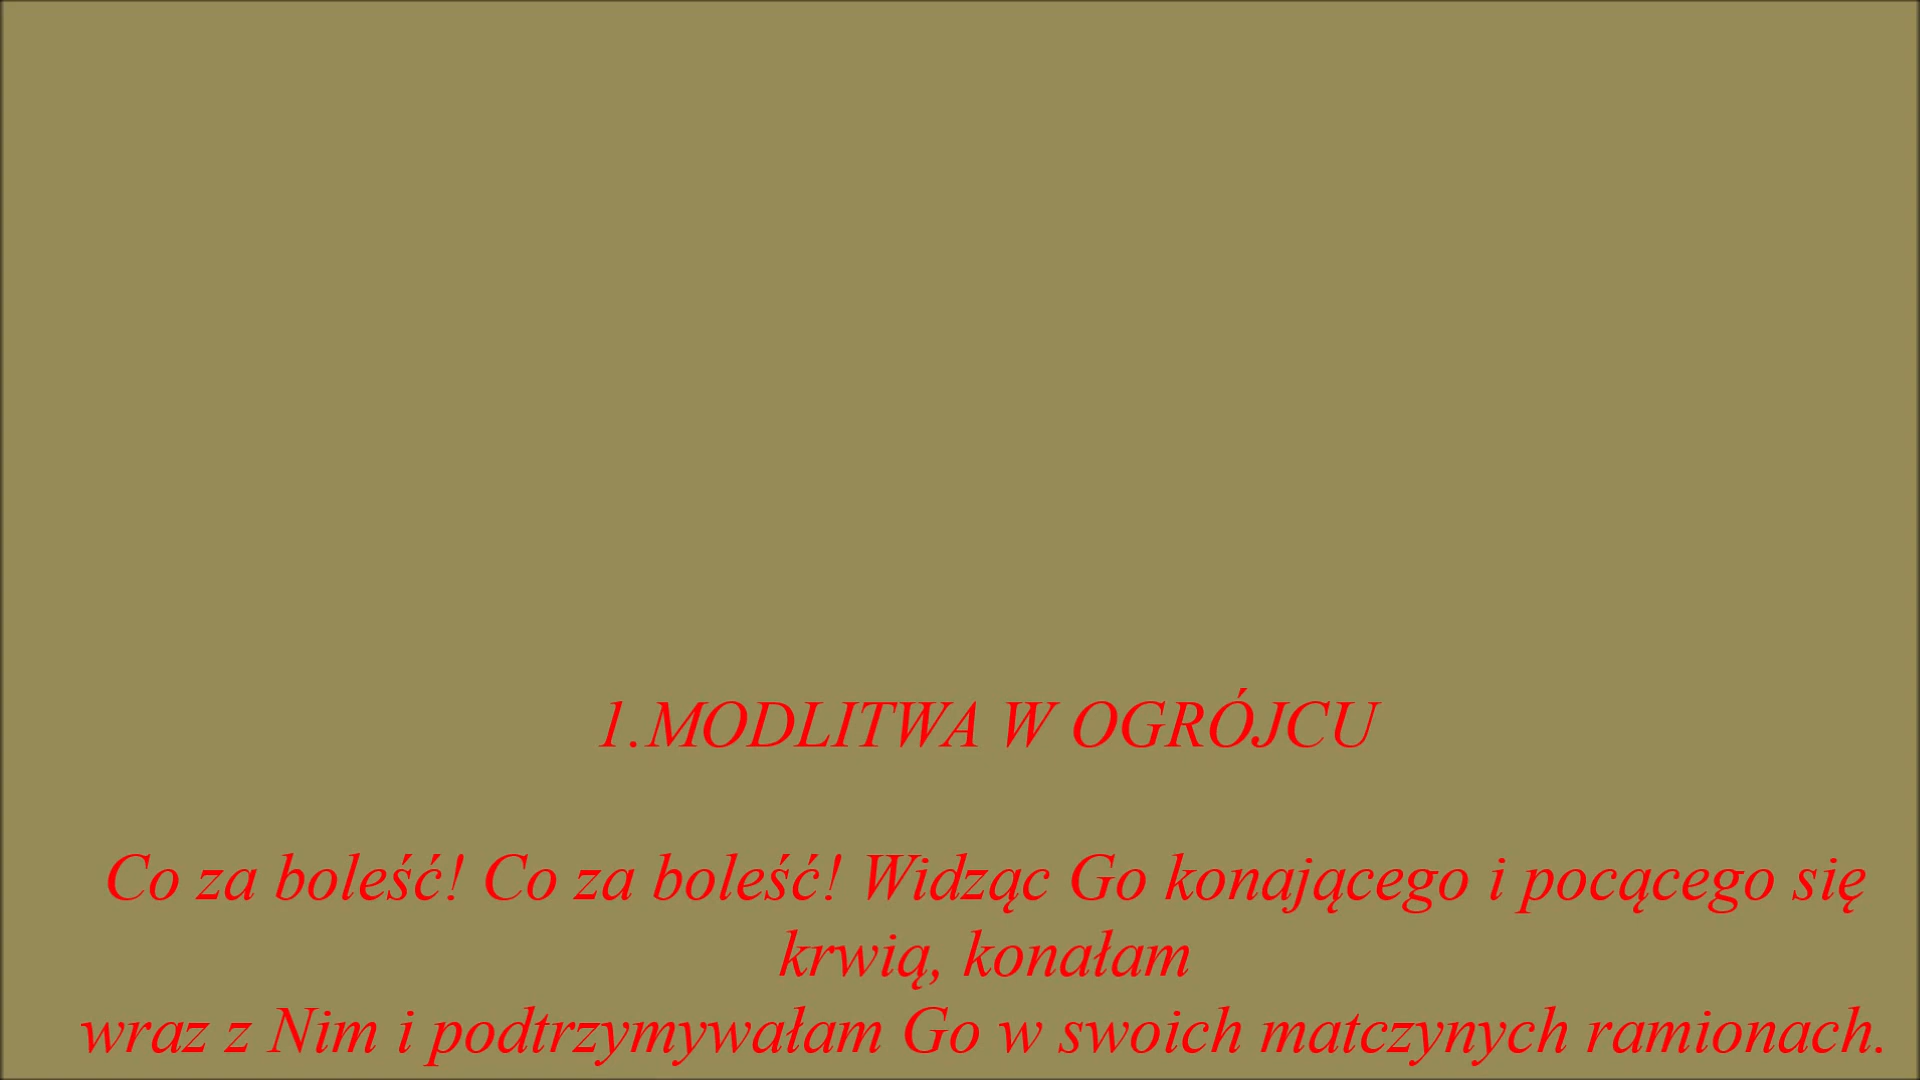 1.MODLITWA W OGRÓJCU
Co za boleść! Co za boleść! Widząc Go konającego i pocącego się
krwią, konałam
wraz z Nim i podtrzymywałam Go w swoich matczynych ramionach.